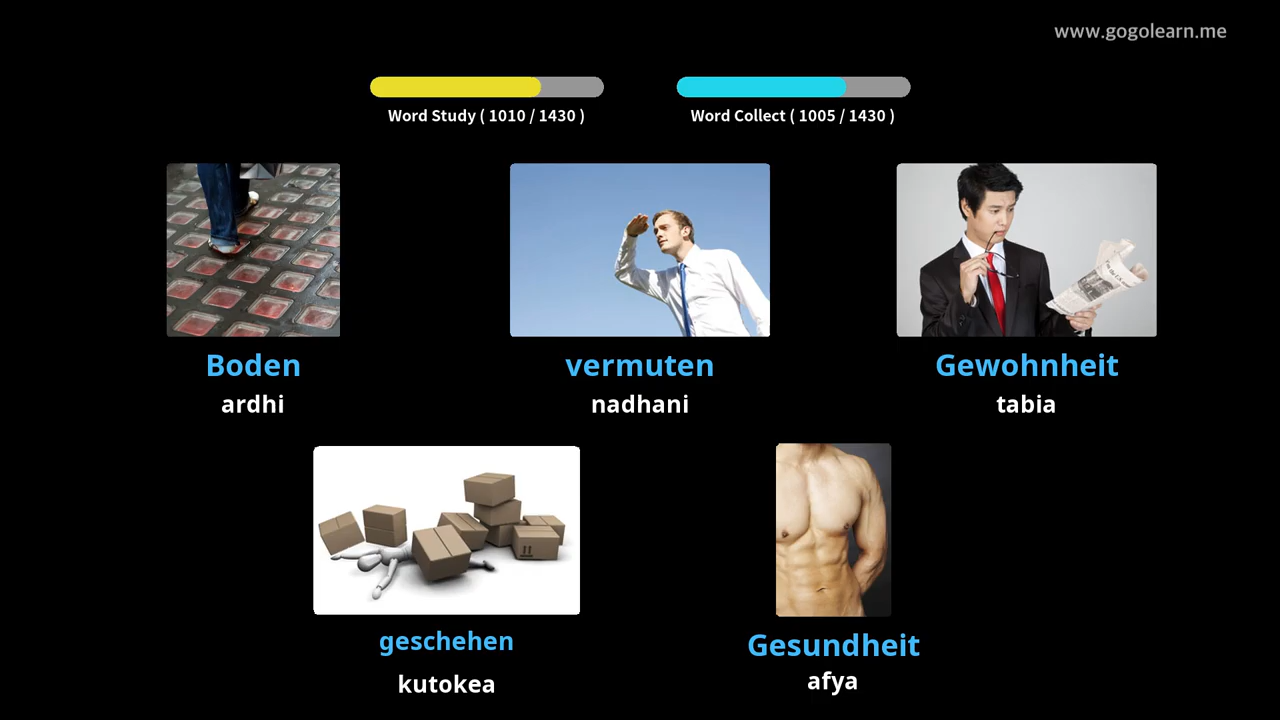 www.gogolearn.me
Word Study ( 1010 / 1430 )
Word Collect ( 1005 / 1430 )
Boden
ardhi
vermuten
nadhani
Gewohnheit
tabia
geschehen
kutokea
Gesundheit
afya